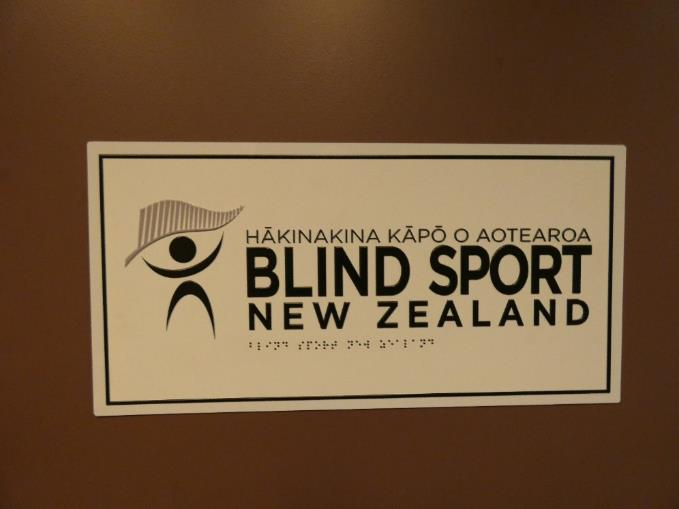 HĀKINAKINA KĀPŌ O AOTEAROA
BLIND SPORT
NEW ZEALAND
⠃⠇⠊⠝⠙ ⠎⠏⠕⠗⠞ ⠝⠑⠺ ⠵⠑⠁⠇⠁⠝⠙